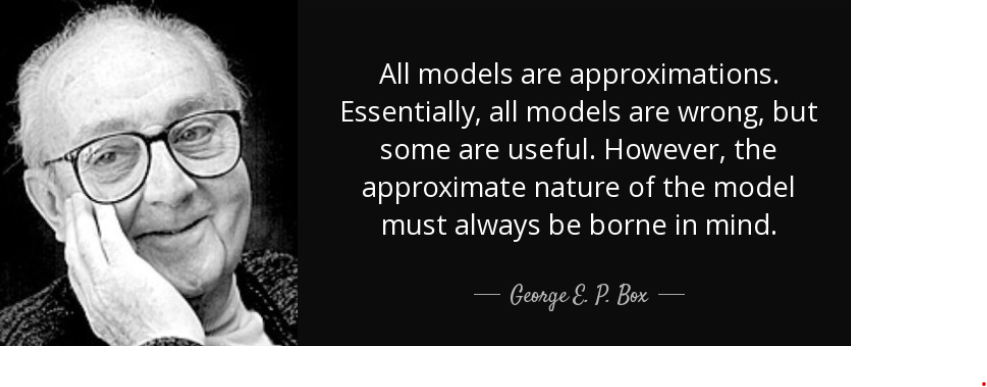 All models are approximations.
Essentially, all models are wrong, but
some are useful. However, the
approximate nature of the model
must always be borne in mind.
— George E. P. Box —